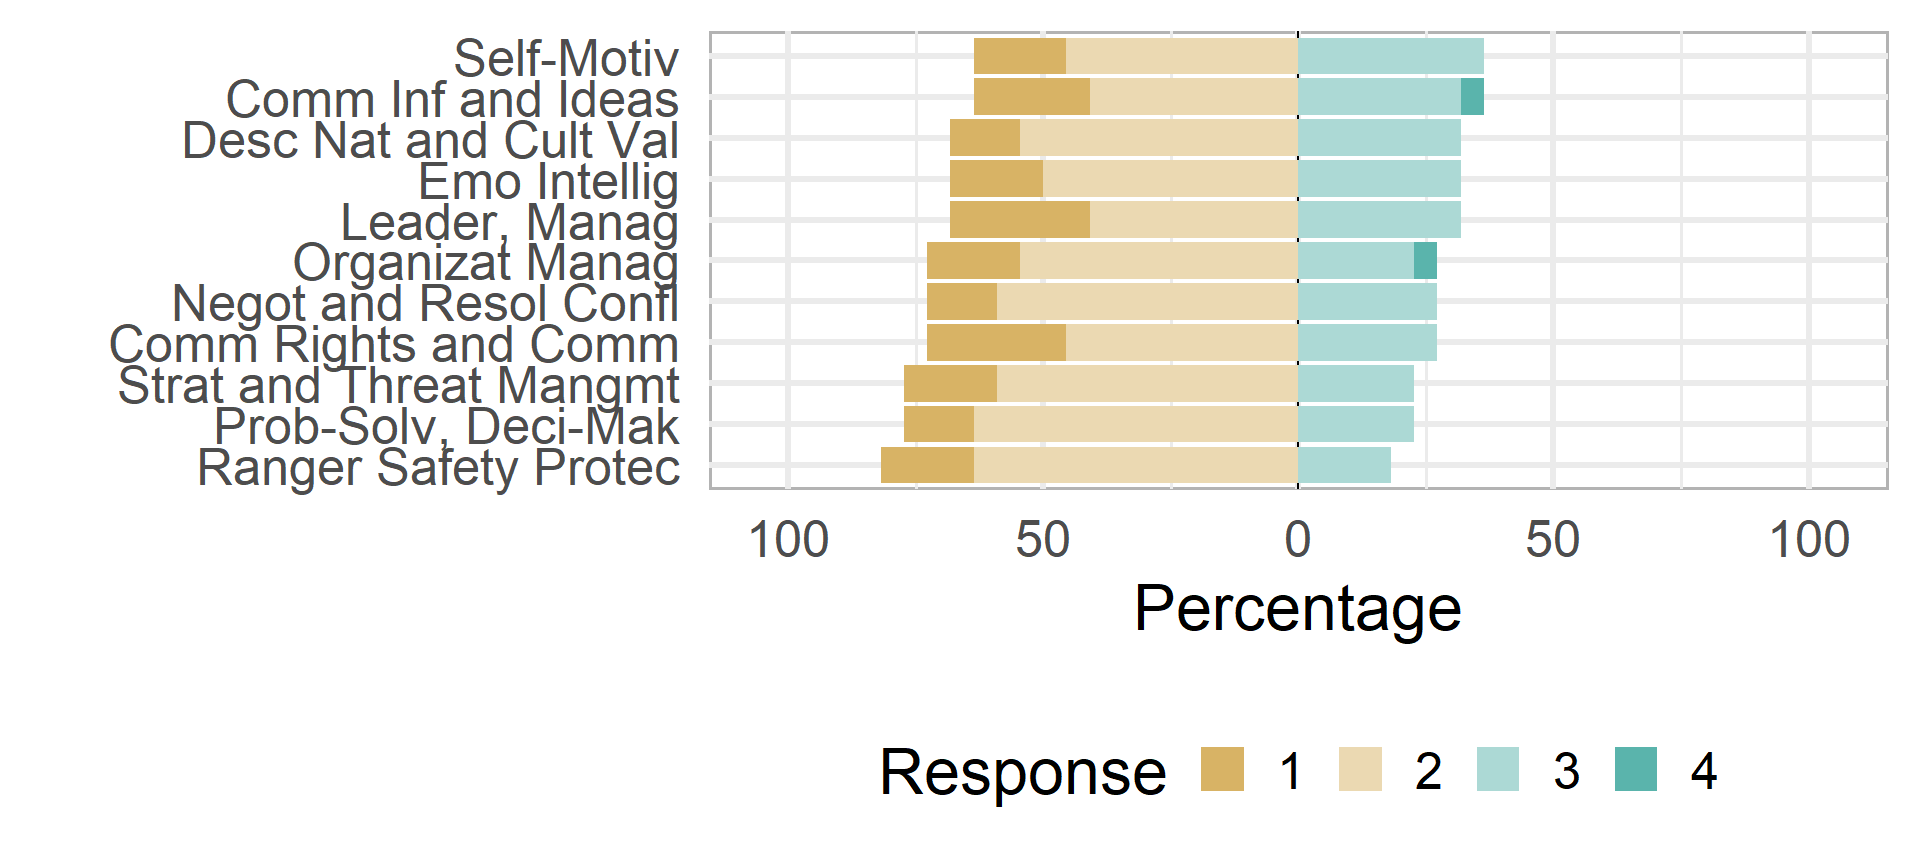 Self-Motiv
Comm Inf and Ideas
Desc Nat and Cult Val
Emo Intellig
Leader, Manag
Organizat Manag
Negot and Resol Confl
Comm Rights and Comm
Strat and Threat Mangmt
Prob-Solv, Deci-Mak
Ranger Safety Protec
100 50 0 50 100
Percentage
Response 1 2 3 4